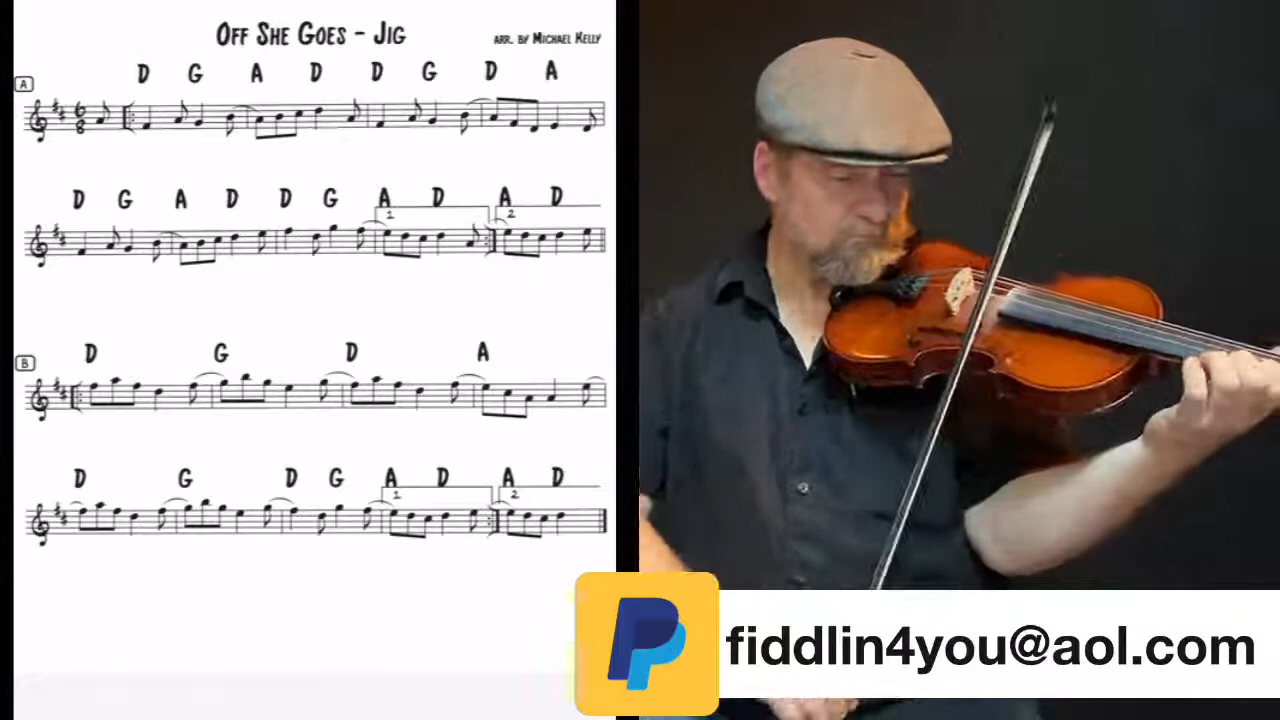 Off She Goes - Jig
arr. by Michael Kelly
A
D G A D D G D A
D G A D D G A D A D
1 2
B
D G D A
D G D G A D A D
1 2
fiddlin4you@aol.com